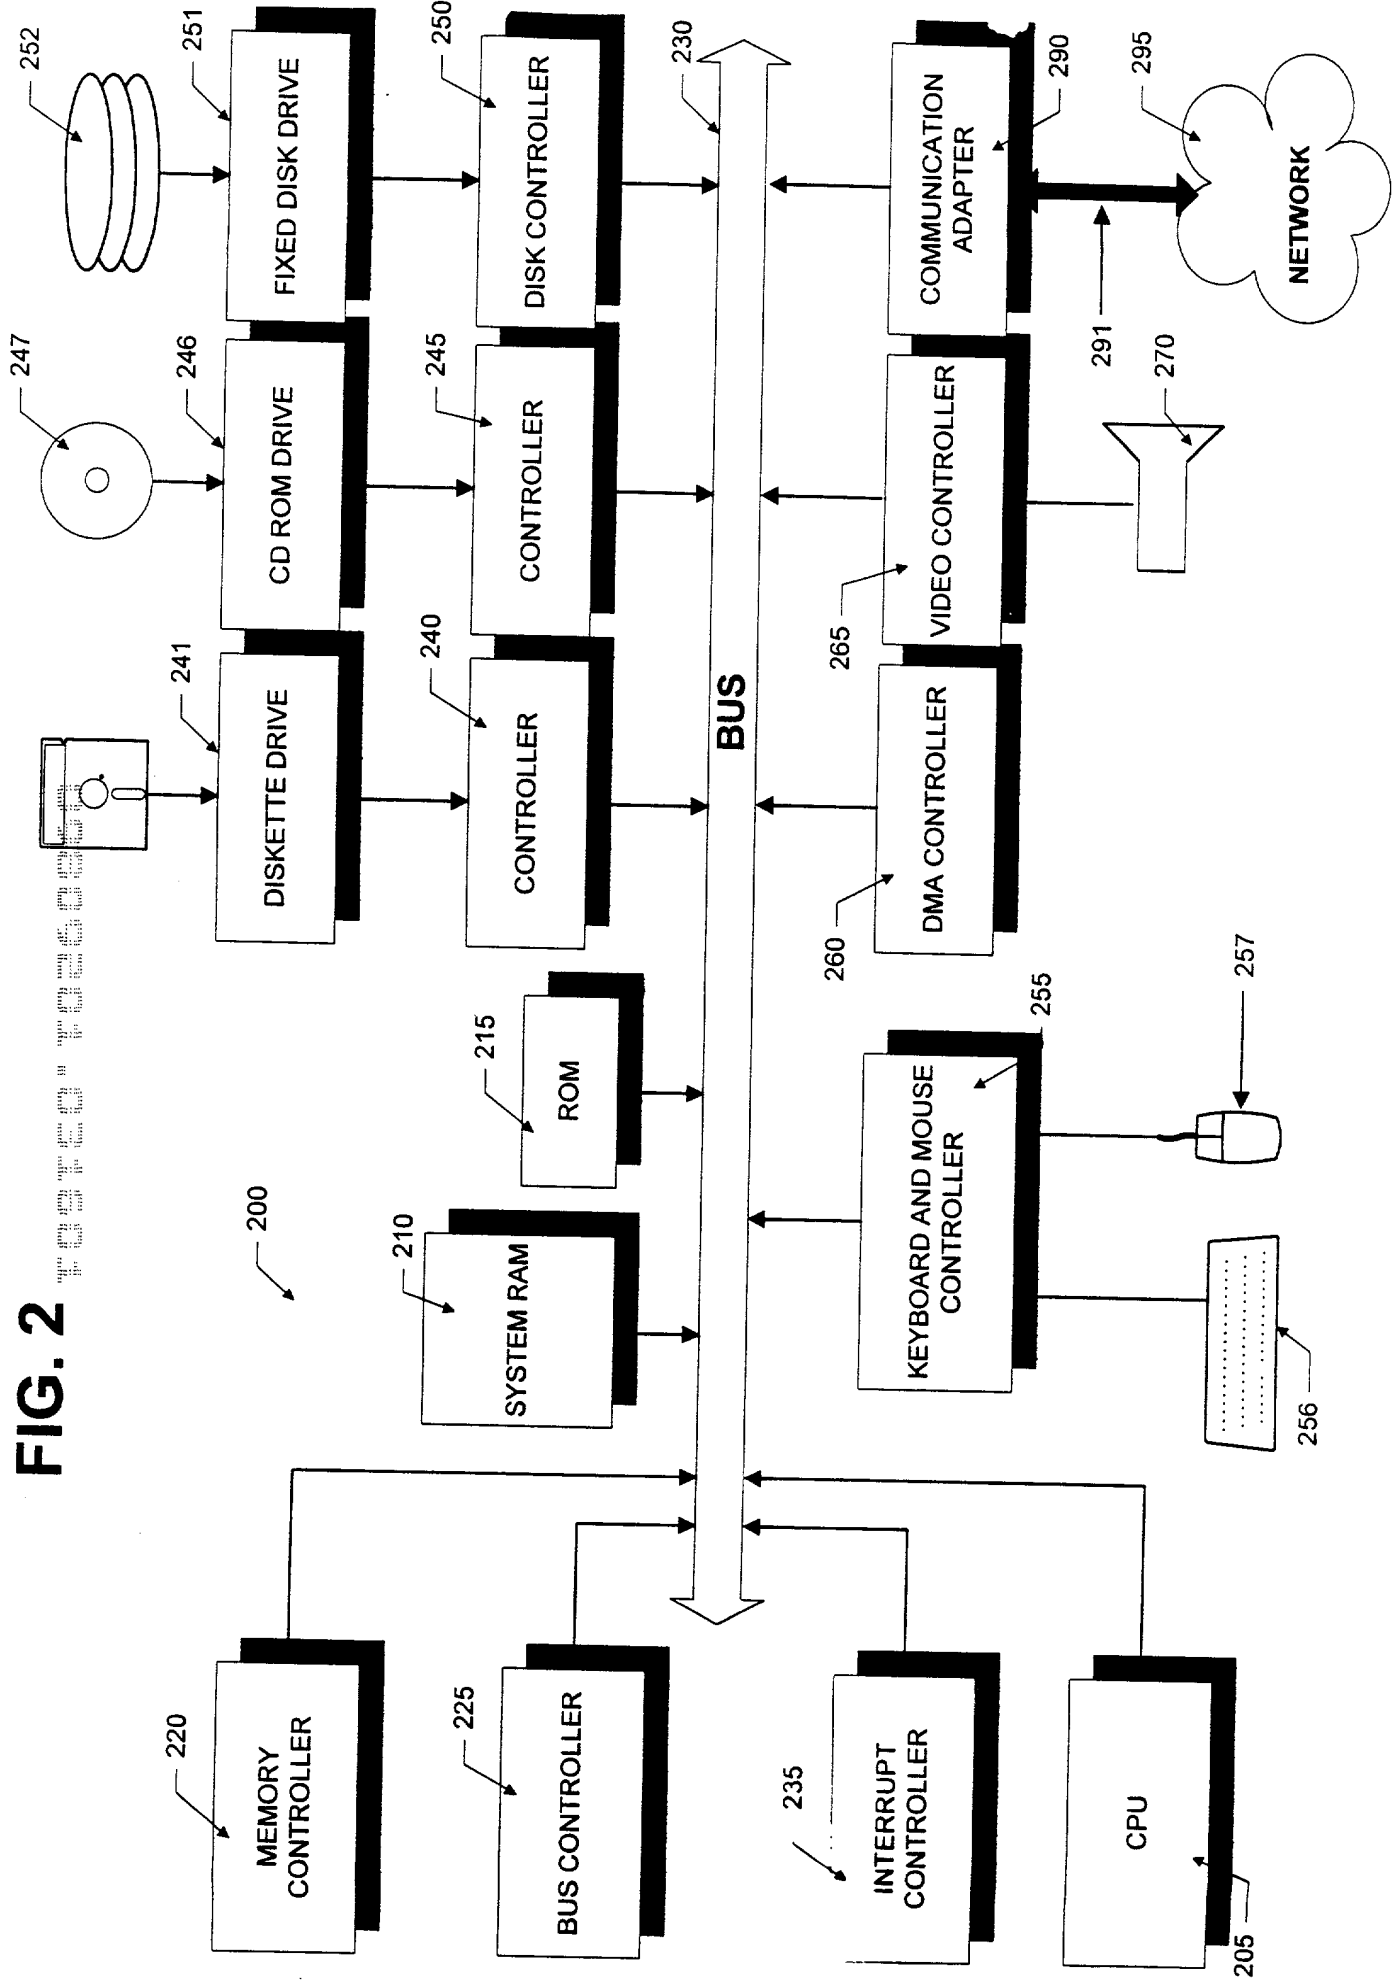 FIG. 2
200
220
MEMORY
CONTROLLER
225
BUS CONTROLLER
235
INTERRUPT
CONTROLLER
205
CPU
210
SYSTEM RAM
215
ROM
241
DISKETTE DRIVE
240
CONTROLLER
247
246
CD ROM DRIVE
245
CONTROLLER
252
251
FIXED DISK DRIVE
250
DISK CONTROLLER
230
BUS
255
KEYBOARD AND MOUSE
CONTROLLER
256
257
260
DMA CONTROLLER
265
VIDEO CONTROLLER
270
290
COMMUNICATION
ADAPTER
291
295
NETWORK